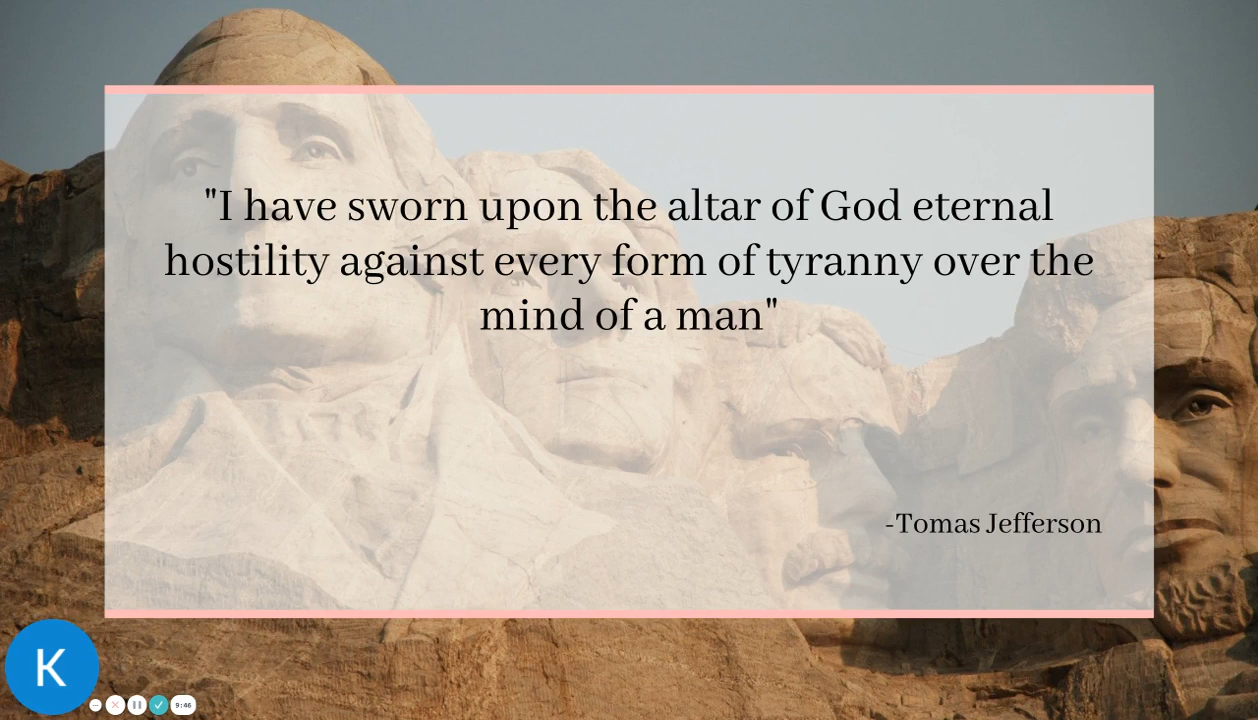 "I have sworn upon the altar of God eternal
hostility against every form of tyranny over the
mind of a man"
-Tomas Jefferson
K
9:46